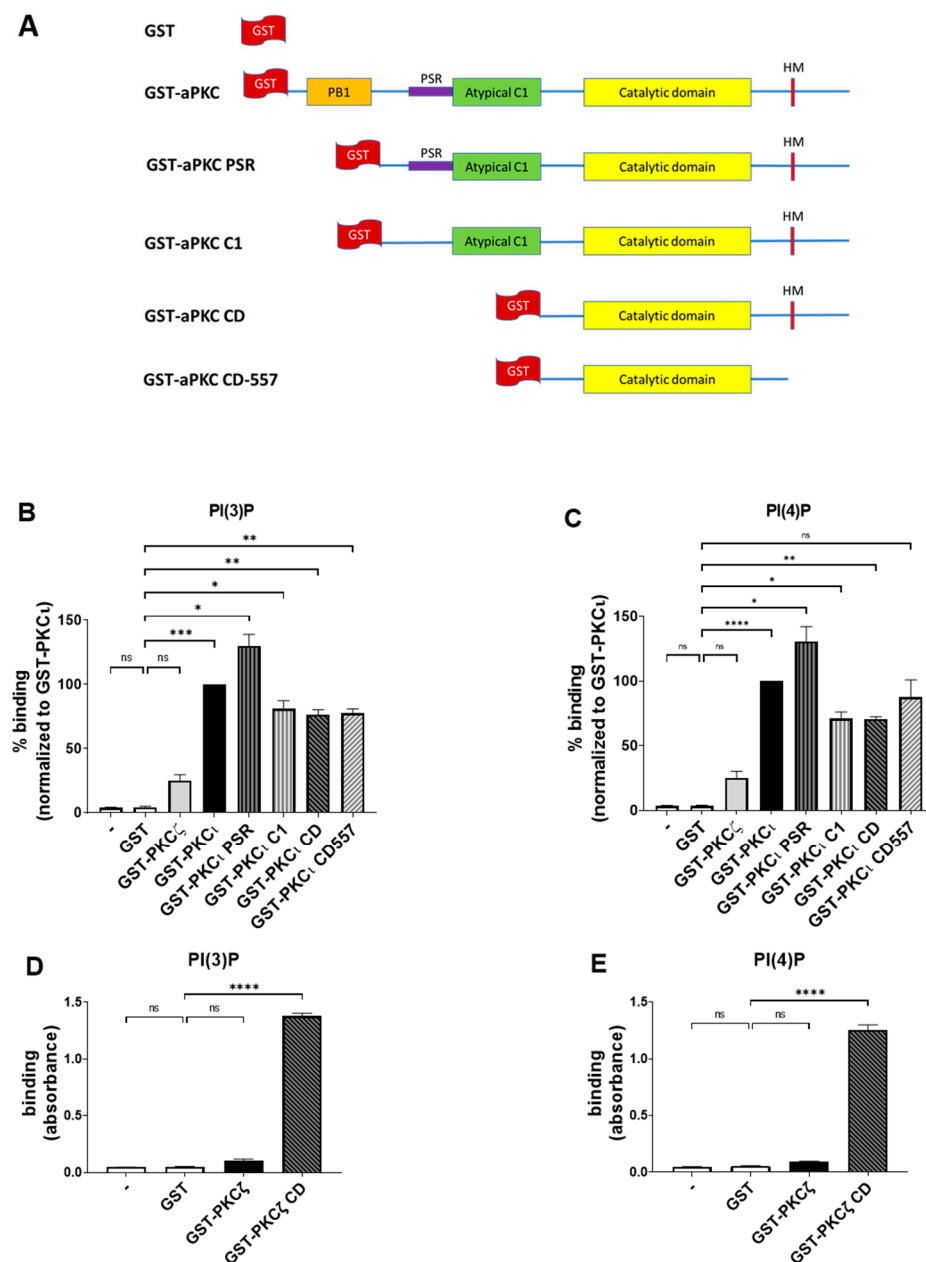 A
GST
GST
GST-aPKC
GST
PB1
PSR
Atypical C1
Catalytic domain
HM
GST-aPKC PSR
GST
PSR
Atypical C1
Catalytic domain
HM
GST-aPKC C1
GST
Atypical C1
Catalytic domain
HM
GST-aPKC CD
GST
Catalytic domain
HM
GST-aPKC CD-557
GST
Catalytic domain
B
PI(3)P
% binding
(normalized to GST-PKCι)
150
100
50
0
**
**
*
*
***
ns
ns
-
GST
GST-PKCζ
GST-PKCι
GST-PKCι PSR
GST-PKCι C1
GST-PKCι CD
GST-PKCι CD557
C
PI(4)P
% binding
(normalized to GST-PKCι)
150
100
50
0
ns
**
*
*
****
ns
ns
-
GST
GST-PKCζ
GST-PKCι
GST-PKCι PSR
GST-PKCι C1
GST-PKCι CD
GST-PKCι CD557
D
PI(3)P
binding
(absorbance)
1.5
1.0
0.5
0.0
****
ns
ns
-
GST
GST-PKCζ
GST-PKCζ CD
E
PI(4)P
binding
(absorbance)
1.5
1.0
0.5
0.0
****
ns
ns
-
GST
GST-PKCζ
GST-PKCζ CD